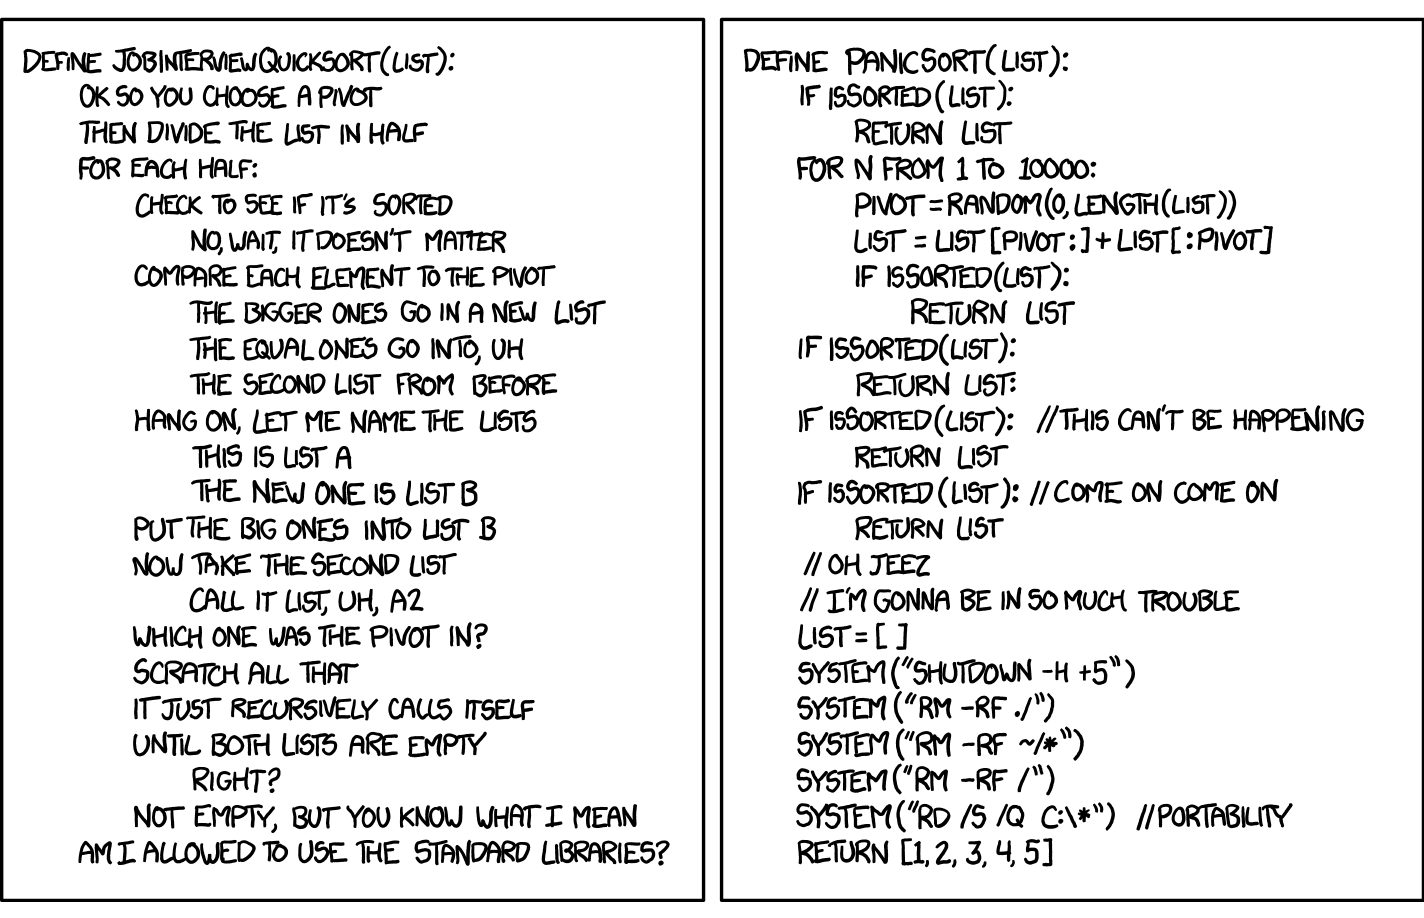 DEFINE JOBINTERVIEWQUICKSORT(LIST):
OK SO YOU CHOOSE A PIVOT
THEN DIVIDE THE LIST IN HALF
FOR EACH HALF:
CHECK TO SEE IF IT'S SORTED
NO, WAIT, IT DOESN'T MATTER
COMPARE EACH ELEMENT TO THE PIVOT
THE BIGGER ONES GO IN A NEW LIST
THE EQUAL ONES GO INTO, UH
THE SECOND LIST FROM BEFORE
HANG ON, LET ME NAME THE LISTS
THIS IS LIST A
THE NEW ONE IS LIST B
PUT THE BIG ONES INTO LIST B
NOW TAKE THE SECOND LIST
CALL IT LIST, UH, A2
WHICH ONE WAS THE PIVOT IN?
SCRATCH ALL THAT
IT JUST RECURSIVELY CALLS ITSELF
UNTIL BOTH LISTS ARE EMPTY
RIGHT?
NOT EMPTY, BUT YOU KNOW WHAT I MEAN
AM I ALLOWED TO USE THE STANDARD LIBRARIES?
DEFINE PANICSORT(LIST):
IF ISSORTED(LIST):
RETURN LIST
FOR N FROM 1 TO 10000:
PIVOT = RANDOM(0, LENGTH(LIST))
LIST = LIST[PIVOT:] + LIST[:PIVOT]
IF ISSORTED(LIST):
RETURN LIST
IF ISSORTED(LIST):
RETURN LIST:
IF ISSORTED(LIST): //THIS CAN'T BE HAPPENING
RETURN LIST
IF ISSORTED(LIST): //COME ON COME ON
RETURN LIST
// OH JEEZ
// I'M GONNA BE IN SO MUCH TROUBLE
LIST = [ ]
SYSTEM("SHUTDOWN -H +5")
SYSTEM("RM -RF ./")
SYSTEM("RM -RF ~/*")
SYSTEM("RM -RF /")
SYSTEM("RD /S /Q C:\*") //PORTABILITY
RETURN [1, 2, 3, 4, 5]